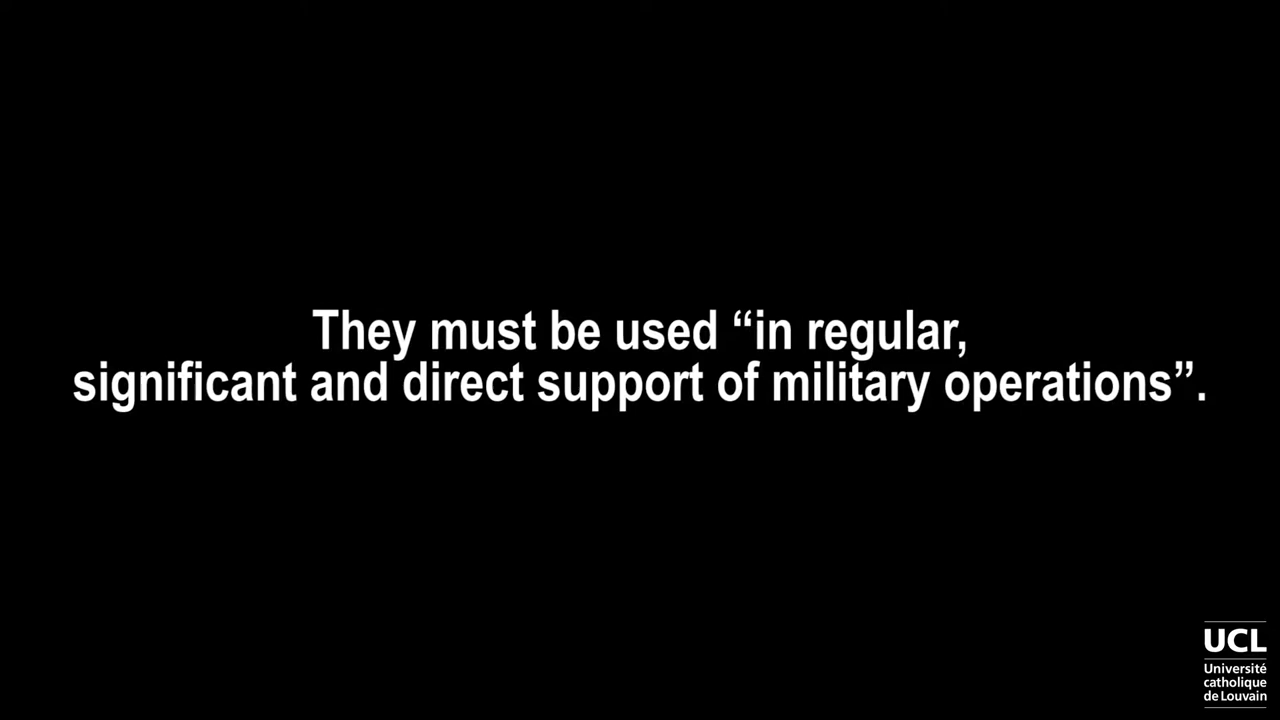 They must be used “in regular,
significant and direct support of military operations”.
UCL
Université
catholique
de Louvain